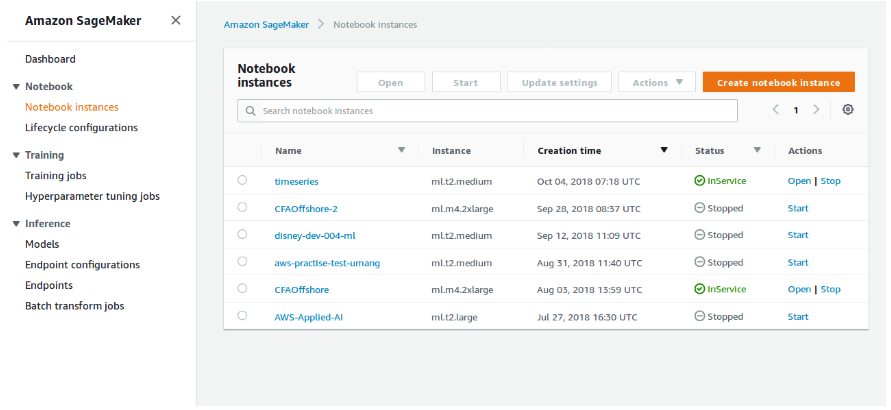 Amazon SageMaker
Dashboard
Notebook
Notebook instances
Lifecycle configurations
Training
Training jobs
Hyperparameter tuning jobs
Inference
Models
Endpoint configurations
Endpoints
Batch transform jobs
Amazon SageMaker > Notebook instances
Notebook
instances
Open Start Update settings Actions Create notebook instance
Search notebook instances
1
Name Instance Creation time Status Actions
timeseries ml.t2.medium Oct 04, 2018 07:18 UTC InService Open | Stop
CFAOffshore-2 ml.m4.2xlarge Sep 28, 2018 08:37 UTC Stopped Start
disney-dev-004-ml ml.t2.medium Sep 12, 2018 11:09 UTC Stopped Start
aws-practise-test-umang ml.t2.medium Aug 31, 2018 11:40 UTC Stopped Start
CFAOffshore ml.m4.2xlarge Aug 03, 2018 13:59 UTC InService Open | Stop
AWS-Applied-AI ml.t2.large Jul 27, 2018 16:30 UTC Stopped Start